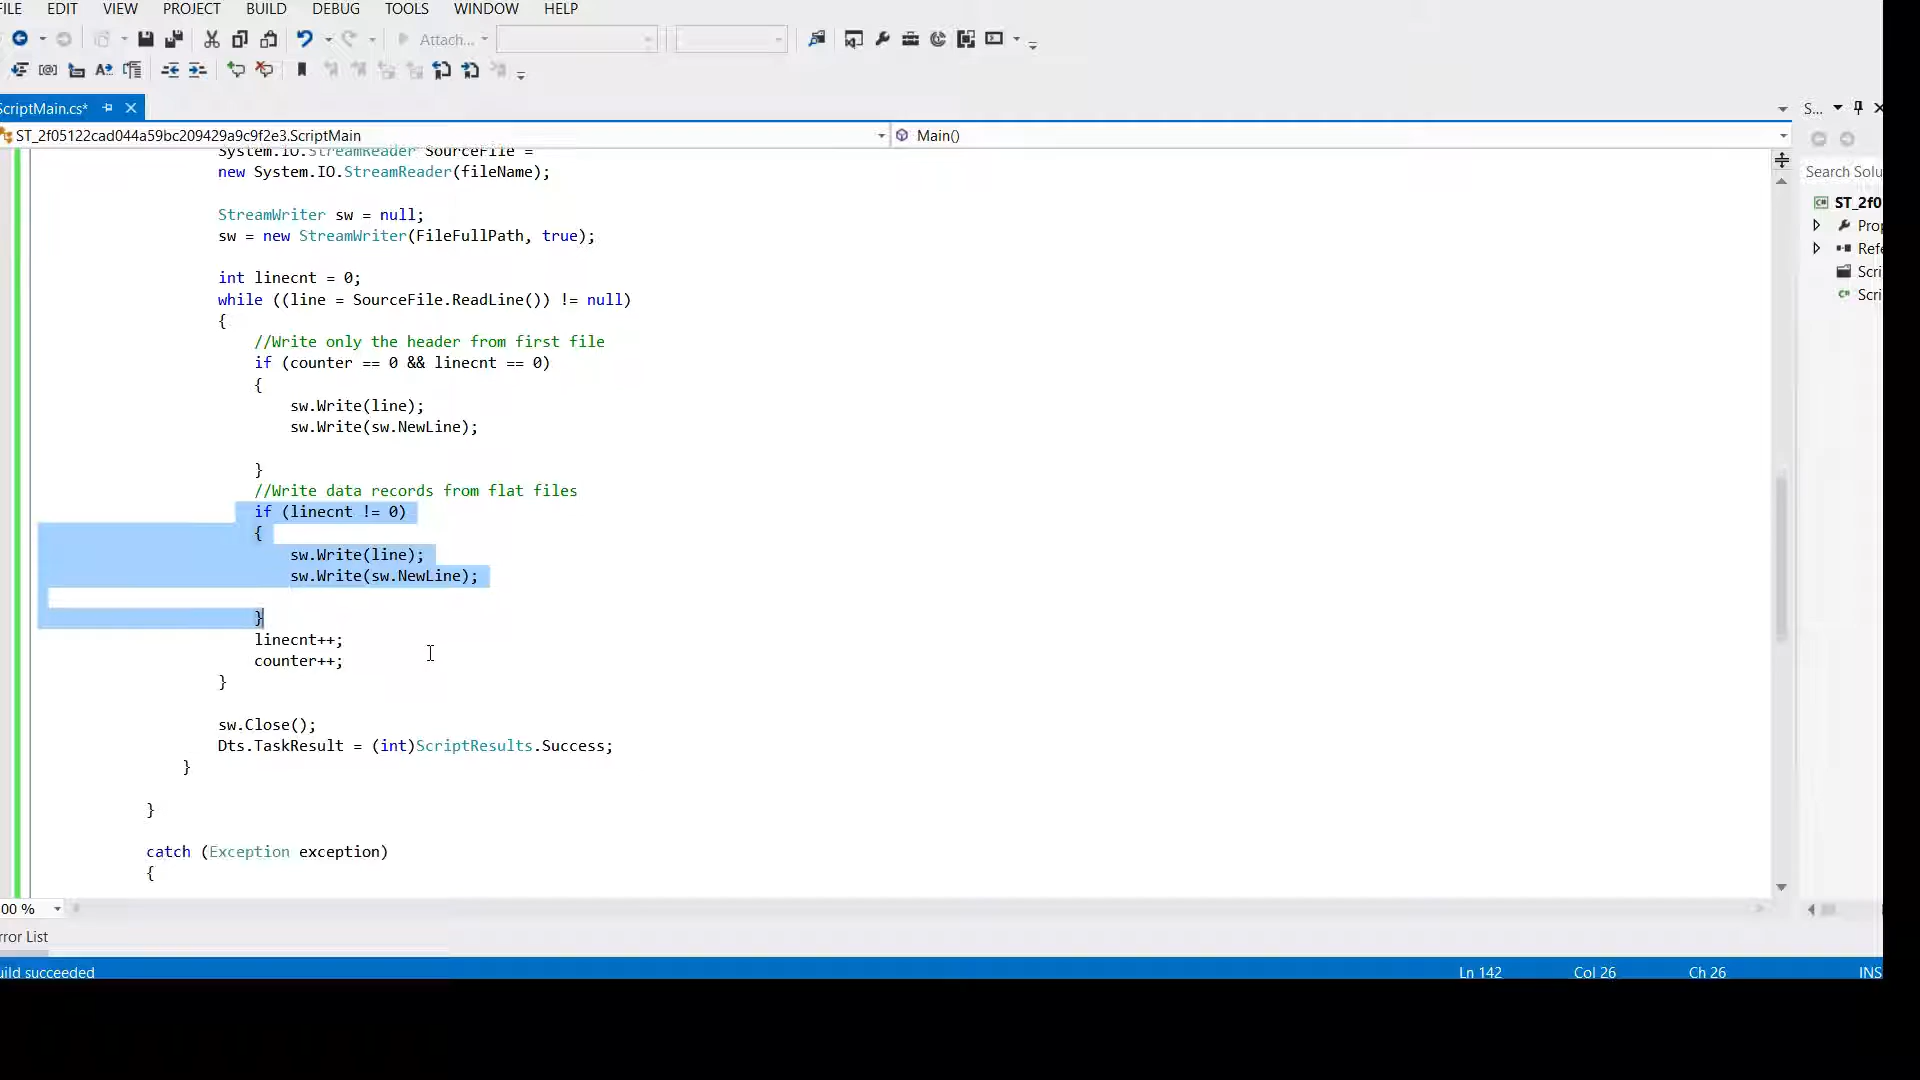 FILE EDIT VIEW PROJECT BUILD DEBUG TOOLS WINDOW HELP
Attach...
ScriptMain.cs*
S...
ST_2f05122cad044a59bc209429a9c9f2e3.ScriptMain
Main()
Search Solu
ST_2f0
Prop
Refe
Scri
Scri
System.IO.StreamReader SourceFile =
new System.IO.StreamReader(fileName);
StreamWriter sw = null;
sw = new StreamWriter(FileFullPath, true);
int linecnt = 0;
while ((line = SourceFile.ReadLine()) != null)
{
//Write only the header from first file
if (counter == 0 && linecnt == 0)
{
sw.Write(line);
sw.Write(sw.NewLine);
}
//Write data records from flat files
if (linecnt != 0)
{
sw.Write(line);
sw.Write(sw.NewLine);
}
linecnt++;
counter++;
}
sw.Close();
Dts.TaskResult = (int)ScriptResults.Success;
}
}
catch (Exception exception)
{
00 %
rror List
uild succeeded
Ln 142 Col 26 Ch 26 INS